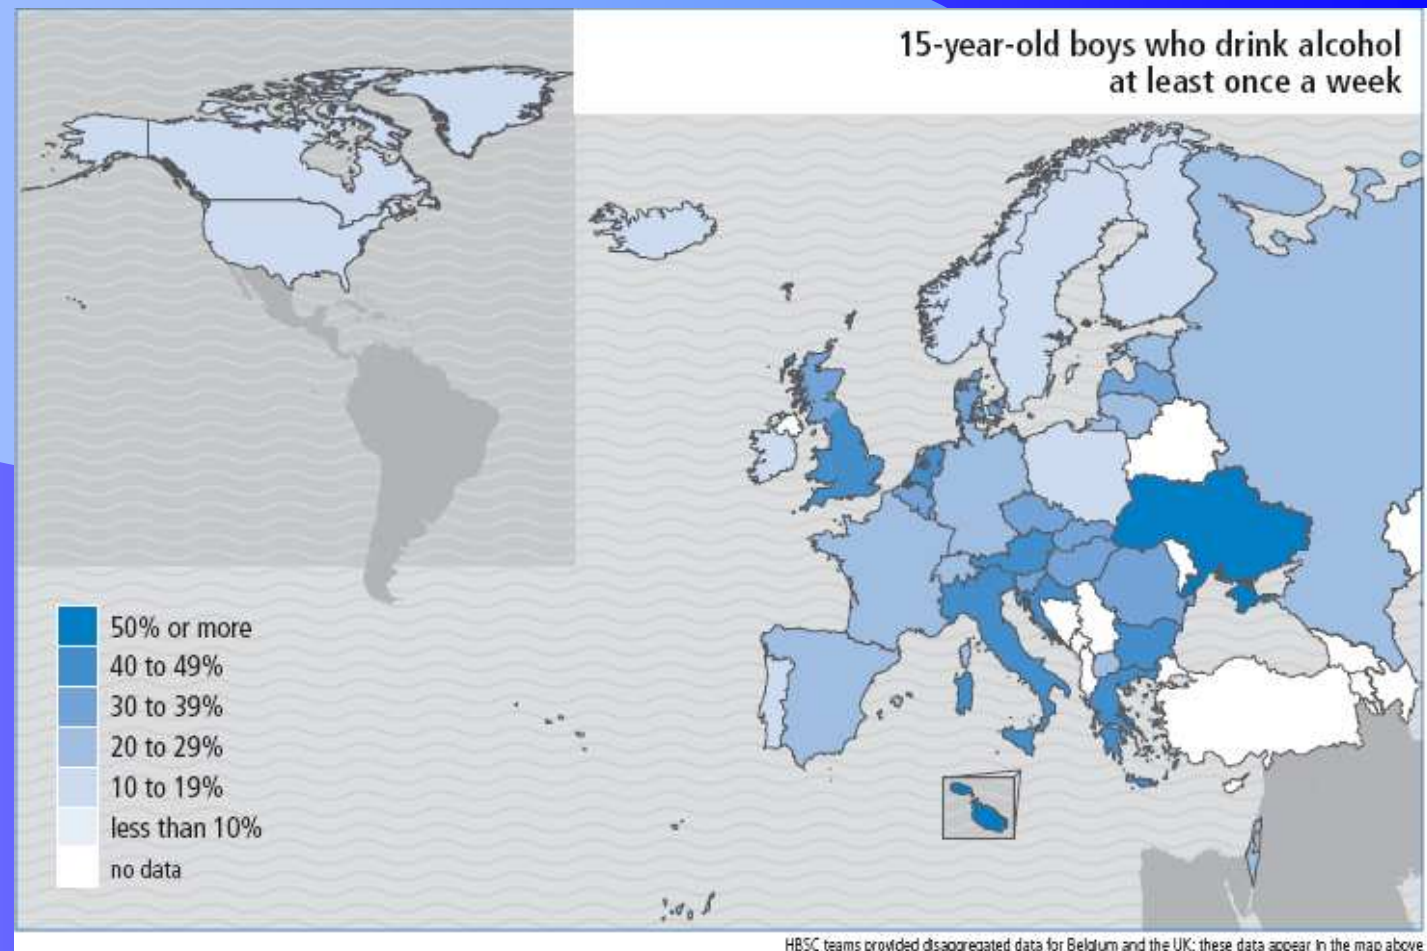 15-year-old boys who drink alcohol
at least once a week
50% or more
40 to 49%
30 to 39%
20 to 29%
10 to 19%
less than 10%
no data
HBSC teams provided disaggregated data for Belgium and the UK; these data appear in the map above